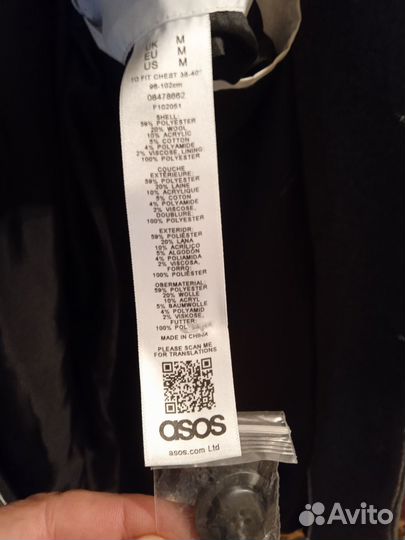 UK M
EU M
US M
TO FIT CHEST 38-40"
96-102cm
08478662
F102051
SHELL:
59% POLYESTER
20% WOOL
10% ACRYLIC
5% COTTON
4% POLYAMIDE
2% VISCOSE, LINING:
100% POLYESTER
COUCHE
EXTÉRIEURE:
59% POLYESTER
20% LAINE
10% ACRYLIQUE
5% COTON
4% POLYAMIDE
2% VISCOSE,
DOUBLURE:
100% POLYESTER
EXTERIOR:
59% POLIÉSTER
20% LANA
10% ACRÍLICO
5% ALGODÓN
4% POLIAMIDA
2% VISCOSA,
FORRO:
100% POLIÉSTER
OBERMATERIAL:
59% POLYESTER
20% WOLLE
10% ACRYL
5% BAUMWOLLE
4% POLYAMID
2% VISKOSE,
FUTTER:
100% POLYESTER
MADE IN CHINA
PLEASE SCAN ME
FOR TRANSLATIONS
asos
asos.com Ltd
Avito